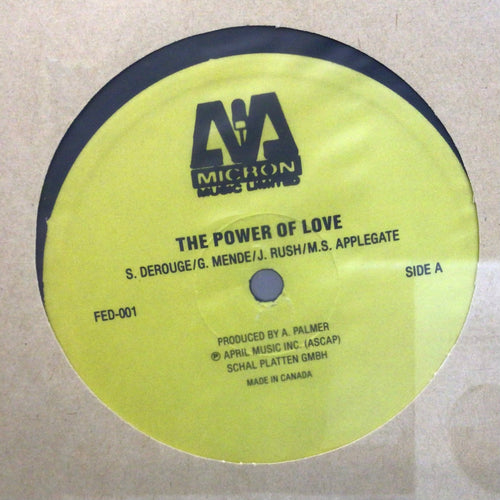 MICRON
MUSIC LIMITED
THE POWER OF LOVE
S. DEROUGE/G. MENDE/J. RUSH/M.S. APPLEGATE
SIDE A
FED-001
PRODUCED BY A. PALMER
℗ APRIL MUSIC INC. (ASCAP)
SCHAL PLATTEN GMBH
MADE IN CANADA